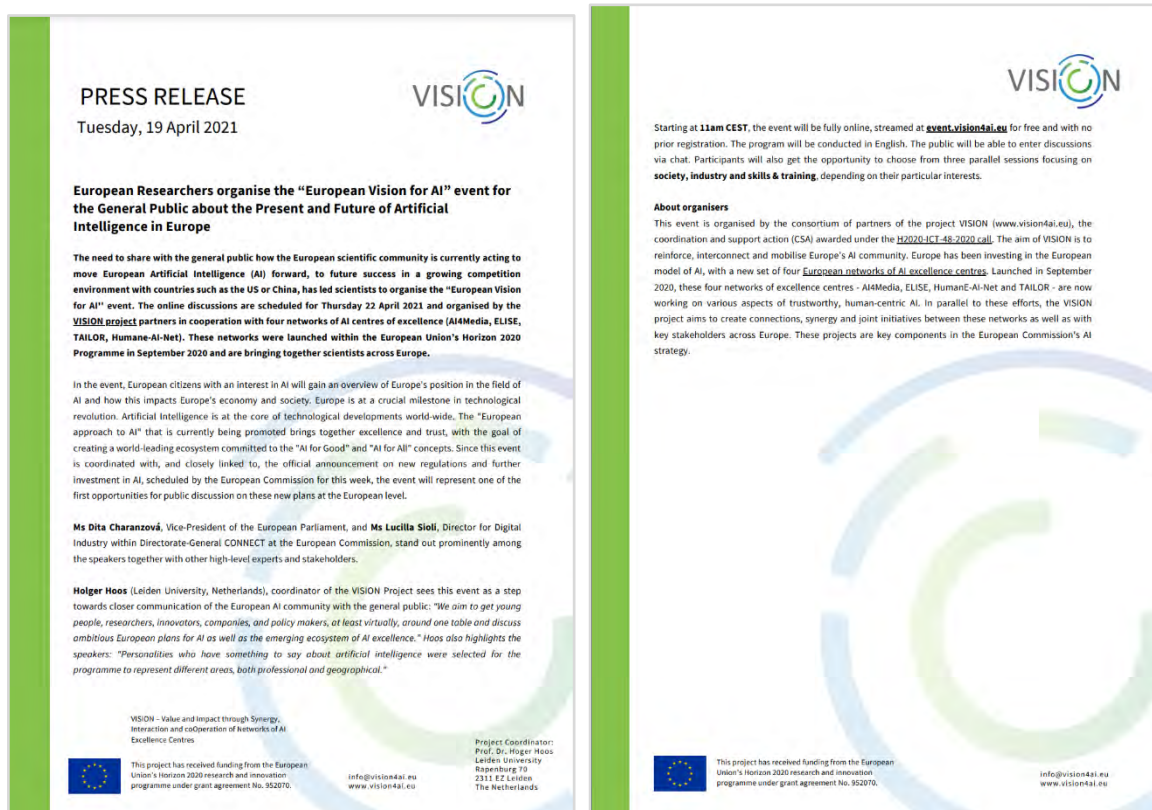 PRESS RELEASE
VISION
Tuesday, 19 April 2021
European Researchers organise the “European Vision for AI” event for
the General Public about the Present and Future of Artificial
Intelligence in Europe
The need to share with the general public how the European scientific community is currently acting to
move European Artificial Intelligence (AI) forward, to future success in a growing competition
environment with countries such as the US or China, has led scientists to organise the “European Vision
for AI” event. The online discussions are scheduled for Thursday 22 April 2021 and organised by the
VISION project partners in cooperation with four networks of AI centres of excellence (AI4Media, ELISE,
TAILOR, Humane-AI-Net). These networks were launched within the European Union's Horizon 2020
Programme in September 2020 and are bringing together scientists across Europe.
In the event, European citizens with an interest in AI will gain an overview of Europe's position in the field of
AI and how this impacts Europe's economy and society. Europe is at a crucial milestone in technological
revolution. Artificial Intelligence is at the core of technological developments world-wide. The "European
approach to AI" that is currently being promoted brings together excellence and trust, with the goal of
creating a world-leading ecosystem committed to the "AI for Good" and "AI for All" concepts. Since this event
is coordinated with, and closely linked to, the official announcement on new regulations and further
investment in AI, scheduled by the European Commission for this week, the event will represent one of the
first opportunities for public discussion on these new plans at the European level.
Ms Dita Charanzová, Vice-President of the European Parliament, and Ms Lucilla Sioli, Director for Digital
Industry within Directorate-General CONNECT at the European Commission, stand out prominently among
the speakers together with other high-level experts and stakeholders.
Holger Hoos (Leiden University, Netherlands), coordinator of the VISION Project sees this event as a step
towards closer communication of the European AI community with the general public: "We aim to get young
people, researchers, innovators, companies, and policy makers, at least virtually, around one table and discuss
ambitious European plans for AI as well as the emerging ecosystem of AI excellence." Hoos also highlights the
speakers: "Personalities who have something to say about artificial intelligence were selected for the
programme to represent different areas, both professional and geographical."
VISION – Value and Impact through Synergy,
Interaction and coOperation of Networks of AI
Excellence Centres
This project has received funding from the European
Union's Horizon 2020 research and innovation
programme under grant agreement No. 952070.
info@vision4ai.eu
www.vision4ai.eu
Project Coordinator:
Prof. Dr. Hoger Hoos
Leiden University
Rapenburg 70
2311 EZ Leiden
The Netherlands
VISION
Starting at 11am CEST, the event will be fully online, streamed at event.vision4ai.eu for free and with no
prior registration. The program will be conducted in English. The public will be able to enter discussions
via chat. Participants will also get the opportunity to choose from three parallel sessions focusing on
society, industry and skills & training, depending on their particular interests.
About organisers
This event is organised by the consortium of partners of the project VISION (www.vision4ai.eu), the
coordination and support action (CSA) awarded under the H2020-ICT-48-2020 call. The aim of VISION is to
reinforce, interconnect and mobilise Europe's AI community. Europe has been investing in the European
model of AI, with a new set of four European networks of AI excellence centres. Launched in September
2020, these four networks of excellence centres - AI4Media, ELISE, HumanE-AI-Net and TAILOR - are now
working on various aspects of trustworthy, human-centric AI. In parallel to these efforts, the VISION
project aims to create connections, synergy and joint initiatives between these networks as well as with
key stakeholders across Europe. These projects are key components in the European Commission's AI
strategy.
This project has received funding from the European
Union's Horizon 2020 research and innovation
programme under grant agreement No. 952070.
info@vision4ai.eu
www.vision4ai.eu